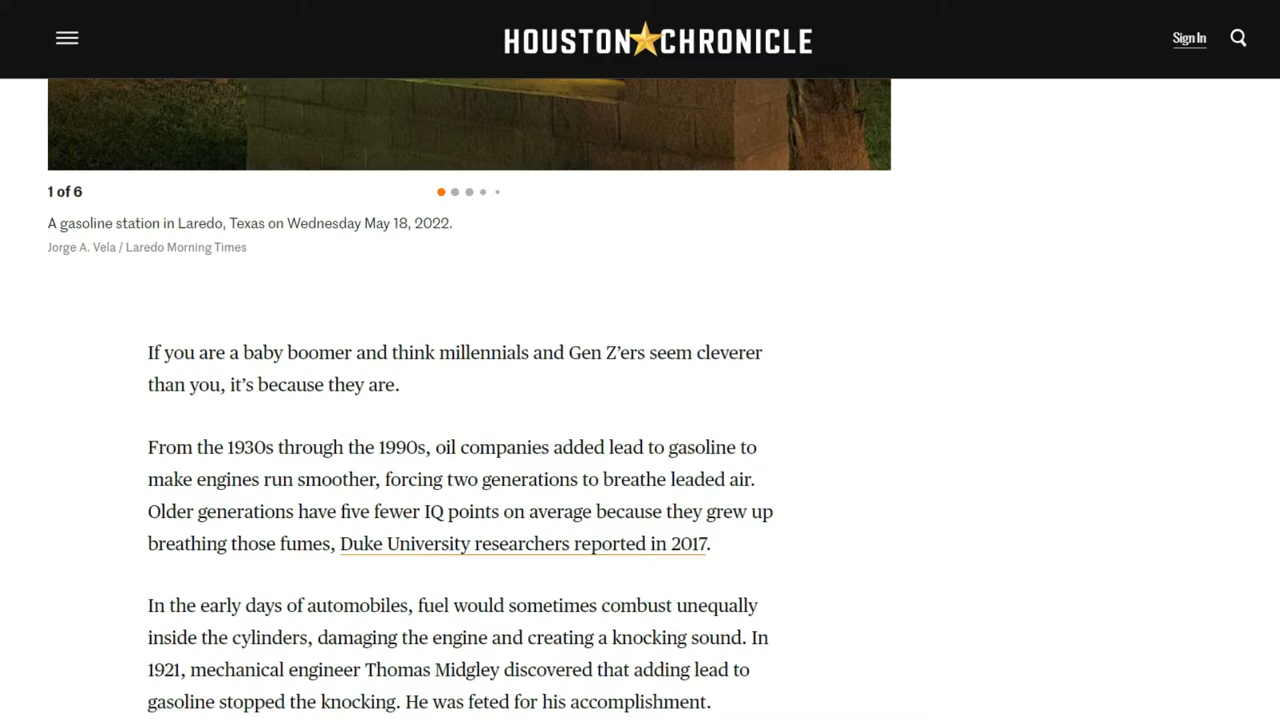 HOUSTON CHRONICLE
Sign In
1 of 6
A gasoline station in Laredo, Texas on Wednesday May 18, 2022.
Jorge A. Vela / Laredo Morning Times
If you are a baby boomer and think millennials and Gen Z’ers seem cleverer
than you, it’s because they are.
From the 1930s through the 1990s, oil companies added lead to gasoline to
make engines run smoother, forcing two generations to breathe leaded air.
Older generations have five fewer IQ points on average because they grew up
breathing those fumes, Duke University researchers reported in 2017.
In the early days of automobiles, fuel would sometimes combust unequally
inside the cylinders, damaging the engine and creating a knocking sound. In
1921, mechanical engineer Thomas Midgley discovered that adding lead to
gasoline stopped the knocking. He was feted for his accomplishment.